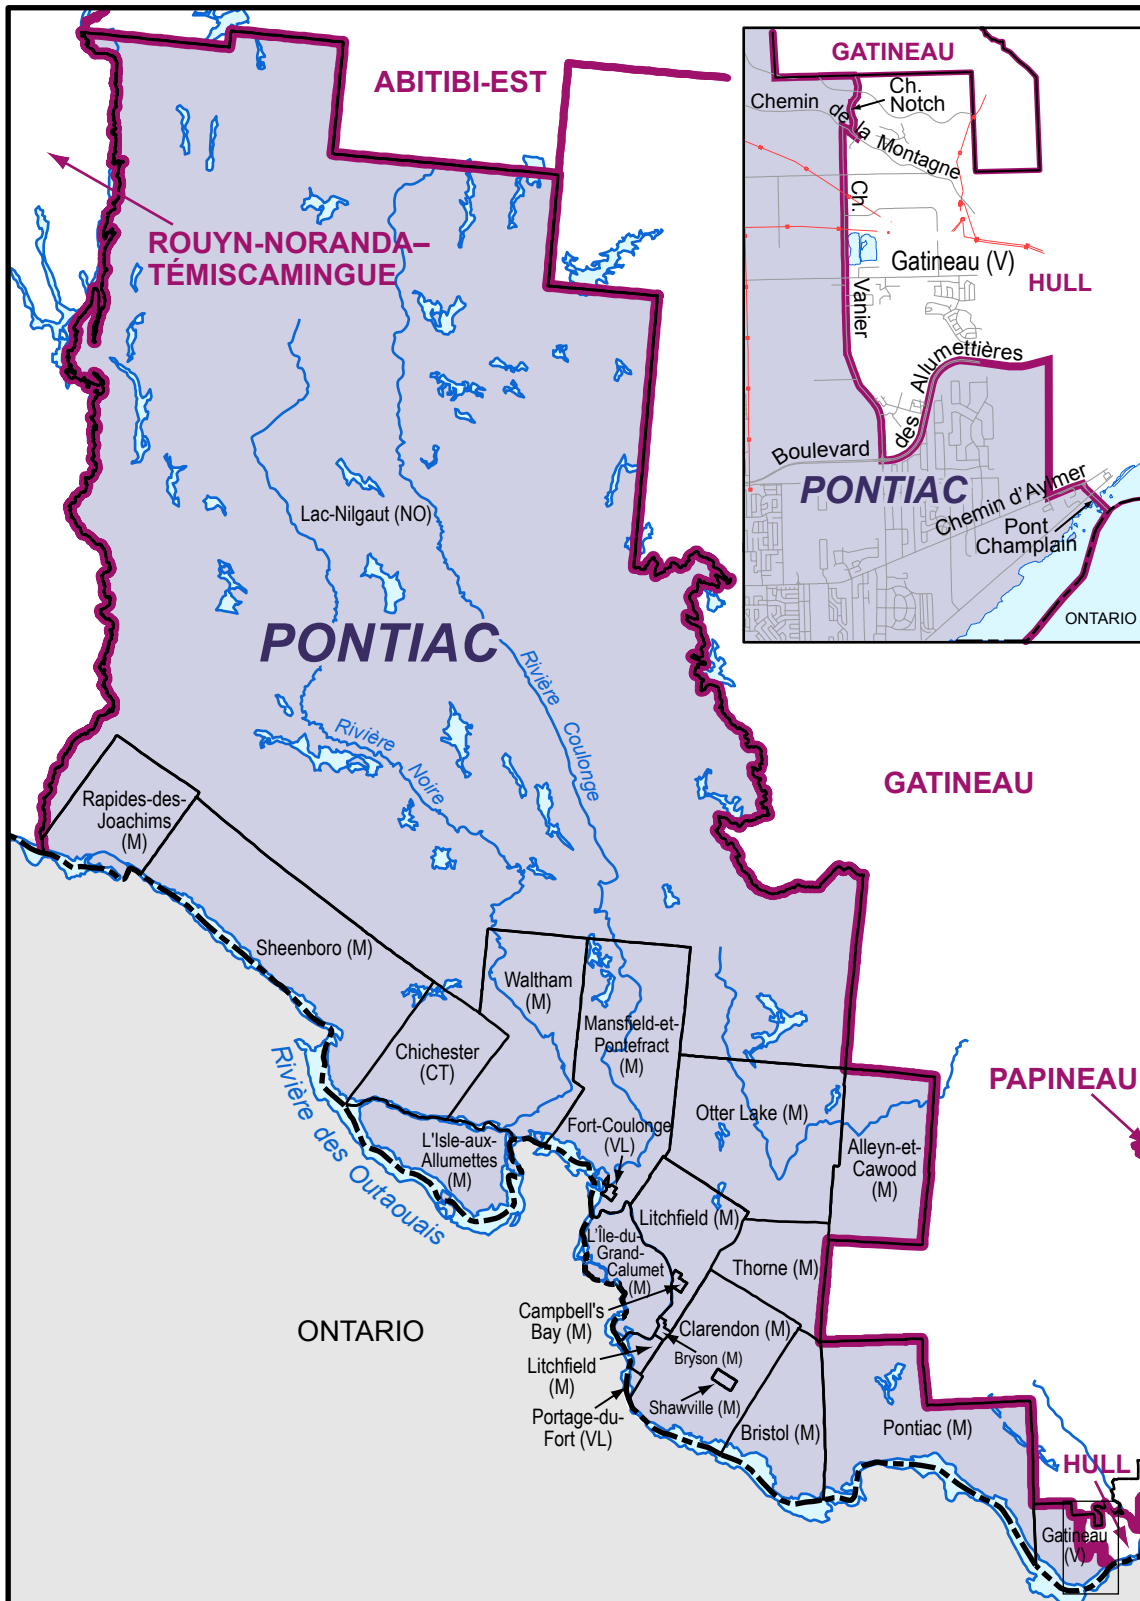 ABITIBI-EST
ROUYN-NORANDA–
TÉMISCAMINGUE
Lac-Nilgaut (NO)
PONTIAC
Rivière Coulonge
Rivière Noire
GATINEAU
PAPINEAU
HULL
Rapides-des-
Joachims
(M)
Sheenboro (M)
Waltham
(M)
Mansfield-et-
Pontefract
(M)
Chichester
(CT)
Otter Lake (M)
Fort-Coulonge
(VL)
Alleyn-et-
Cawood
(M)
L'Isle-aux-
Allumettes
(M)
Rivière des Outaouais
Litchfield (M)
L'Île-du-
Grand-
Calumet
(M)
Thorne (M)
Campbell's
Bay (M)
Clarendon (M)
Bryson (M)
Litchfield
(M)
Shawville (M)
Portage-du-
Fort (VL)
Bristol (M)
Pontiac (M)
Gatineau
(V)
ONTARIO
GATINEAU
Ch.
Notch
Chemin de la Montagne
Ch. Vanier
Gatineau (V)
HULL
Boulevard des Allumettières
PONTIAC
Chemin d'Aylmer
Pont
Champlain
ONTARIO